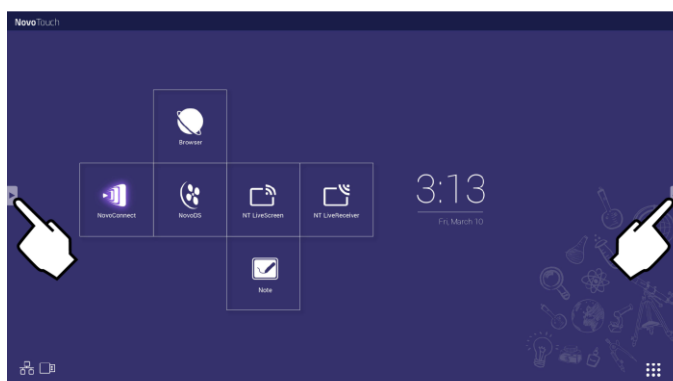 NovoTouch
Browser
NovoConnect
NovoDS
NT LiveScreen
NT LiveReceiver
3:13
Fri, March 10
Note